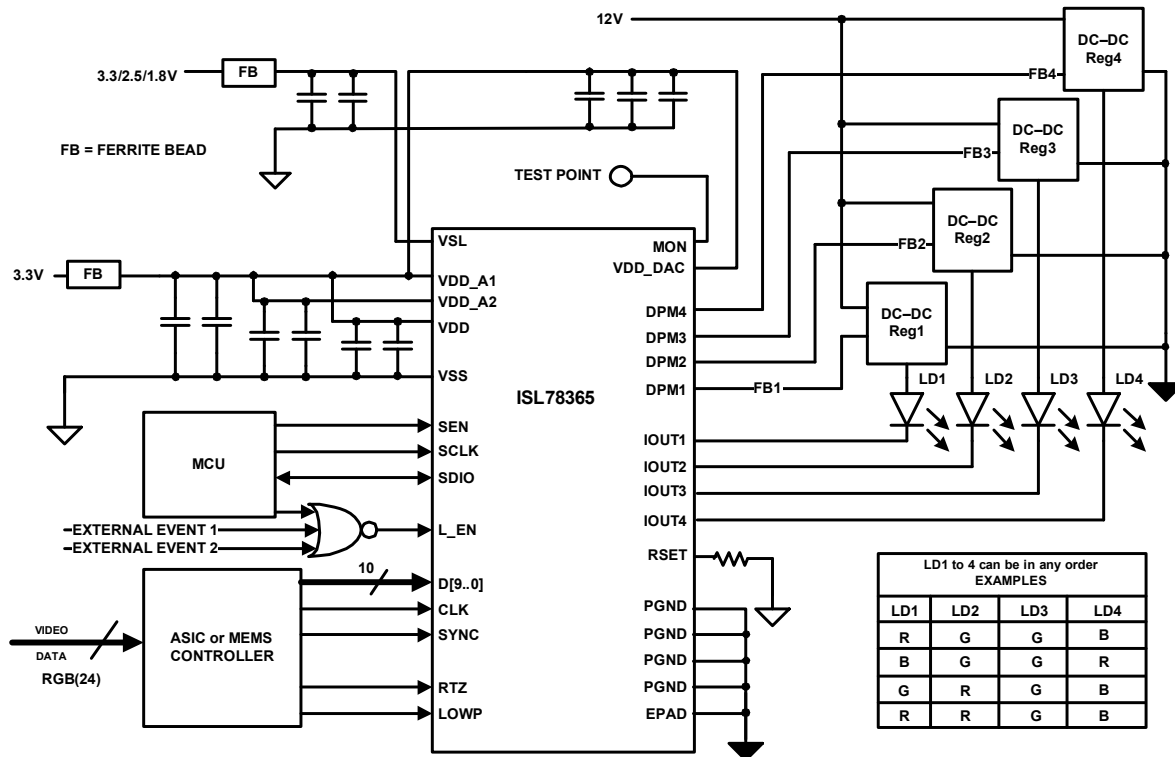 12V
DC–DC
Reg4
3.3/2.5/1.8V
FB
FB4
DC–DC
Reg3
FB3
FB = FERRITE BEAD
TEST POINT
DC–DC
Reg2
FB2
VSL
MON
VDD_DAC
3.3V
FB
VDD_A1
VDD_A2
VDD
VSS
DPM4
DPM3
DPM2
DPM1
FB1
DC–DC
Reg1
LD1
LD2
LD3
LD4
ISL78365
MCU
SEN
SCLK
SDIO
IOUT1
IOUT2
IOUT3
IOUT4
EXTERNAL EVENT 1
EXTERNAL EVENT 2
L_EN
RSET
10
D[9..0]
CLK
SYNC
RTZ
LOWP
VIDEO
DATA
RGB(24)
ASIC or MEMS
CONTROLLER
PGND
PGND
PGND
PGND
EPAD
LD1 to 4 can be in any order
EXAMPLES
LD1 LD2 LD3 LD4
R G G B
B G G R
G R G B
R R G B